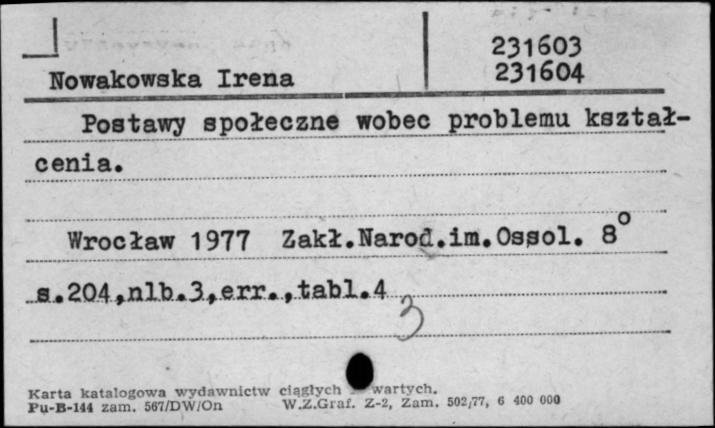 231603
Nowakowska Irena 231604
Postawy społeczne wobec problemu kształ-
cenia.
Wrocław 1977 Zakł.Narod.im.Ossol. 8°
s.204,nlb.3,err.,tabl.4
3
Karta katalogowa wydawnictw ciągłych wartych.
Pu-B-144 zam. 567/DW/On W.Z.Graf. Z-2, Zam. 502/77, 6 400 000